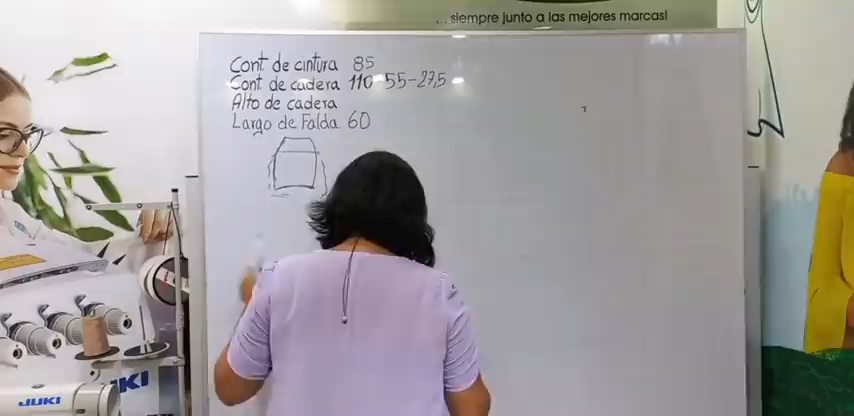 ...siempre junto a las mejores marcas!
Cont de cintura 85
Cont de cadera 110-55-27,5
Alto de cadera
Largo de Falda 60
JUKI
JUKI